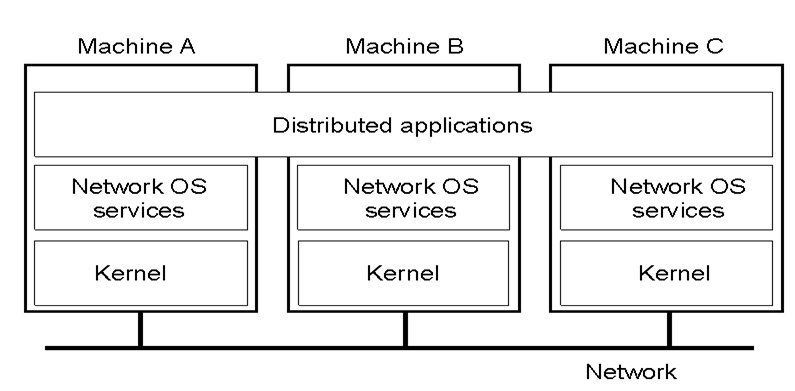 Machine A
Machine B
Machine C
Distributed applications
Network OS
services
Network OS
services
Network OS
services
Kernel
Kernel
Kernel
Network